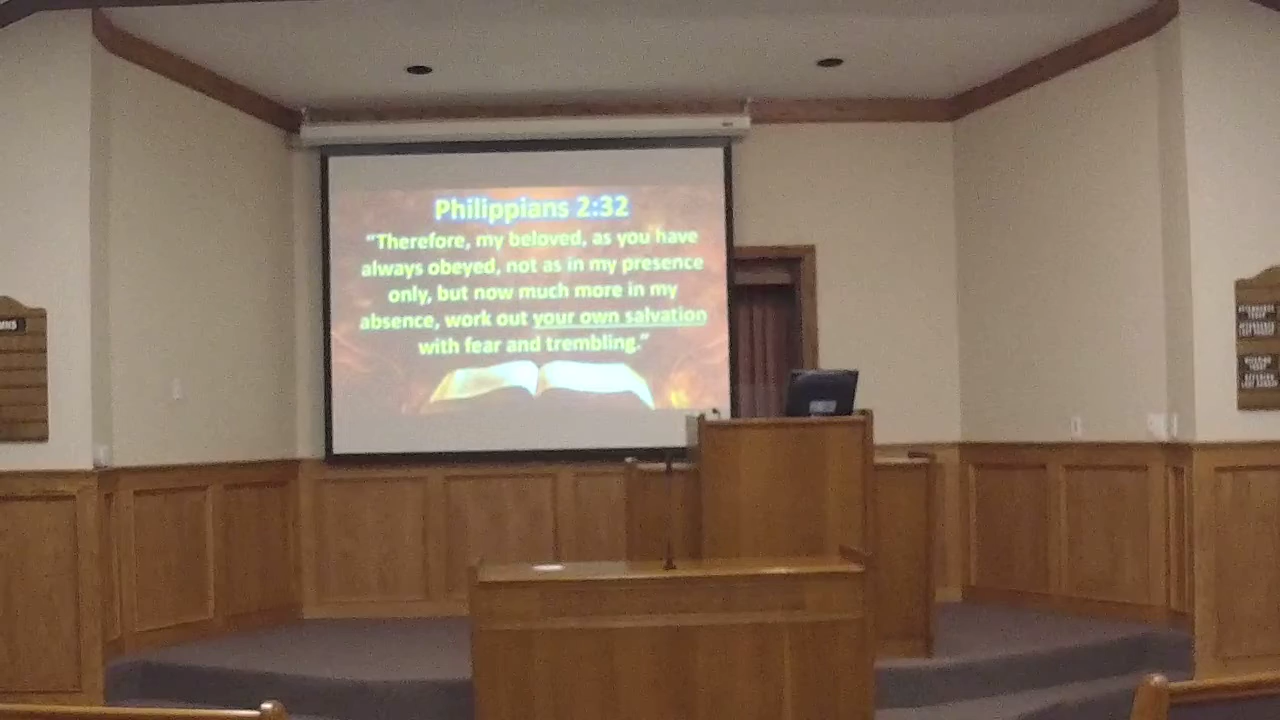 Philippians 2:32
“Therefore, my beloved, as you have
always obeyed, not as in my presence
only, but now much more in my
absence, work out your own salvation
with fear and trembling.”